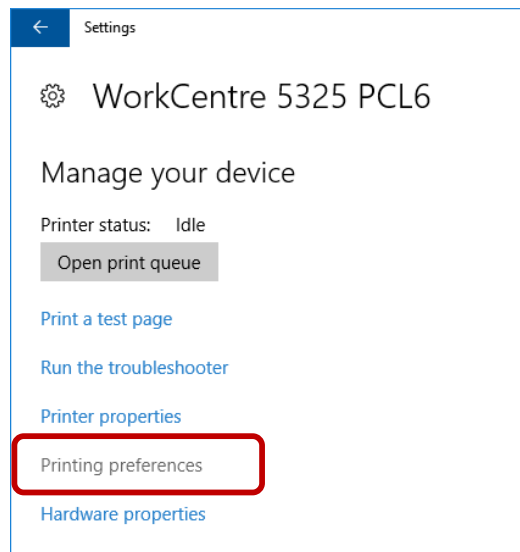 Settings
WorkCentre 5325 PCL6
Manage your device
Printer status: Idle
Open print queue
Print a test page
Run the troubleshooter
Printer properties
Printing preferences
Hardware properties